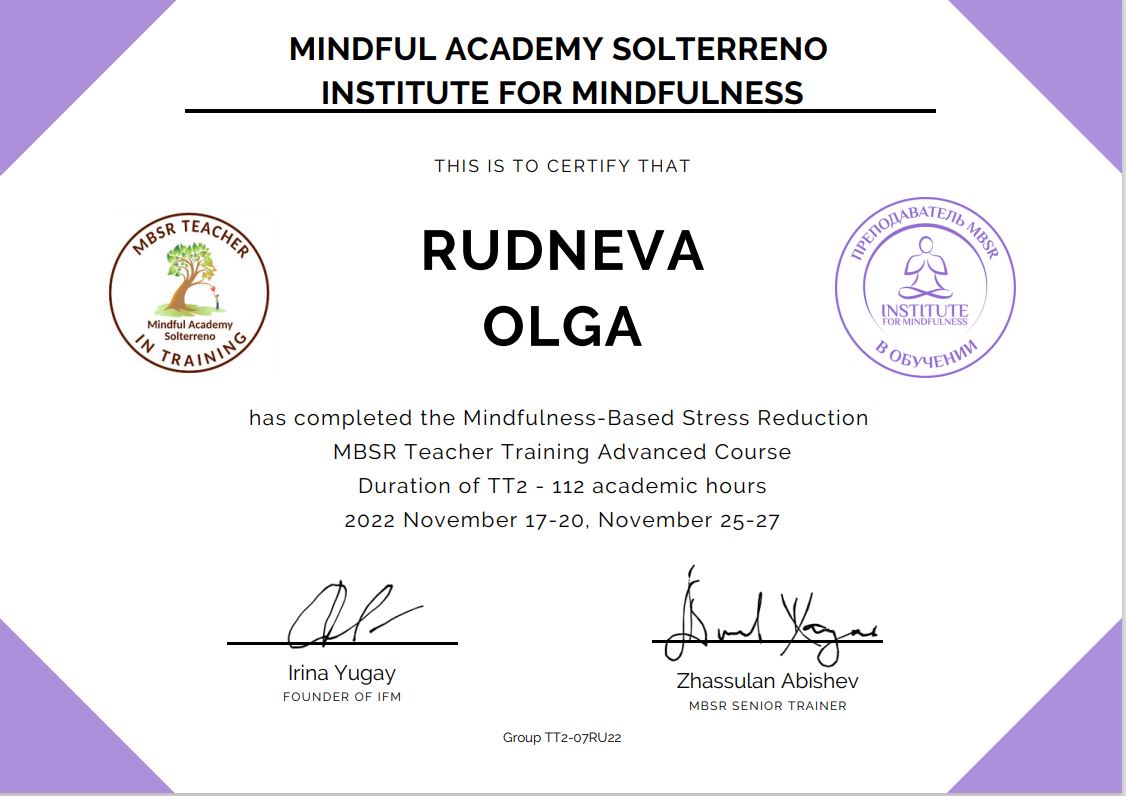 MINDFUL ACADEMY SOLTERRENO
INSTITUTE FOR MINDFULNESS
THIS IS TO CERTIFY THAT
MBSR TEACHER
Mindful Academy
Solterreno
IN TRAINING
RUDNEVA
OLGA
ПРЕПОДАВАТЕЛЬ MBSR
INSTITUTE
FOR MINDFULNESS
В ОБУЧЕНИИ
has completed the Mindfulness-Based Stress Reduction
MBSR Teacher Training Advanced Course
Duration of TT2 - 112 academic hours
2022 November 17-20, November 25-27
Irina Yugay
FOUNDER OF IFM
Zhassulan Abishev
MBSR SENIOR TRAINER
Group TT2-07RU22